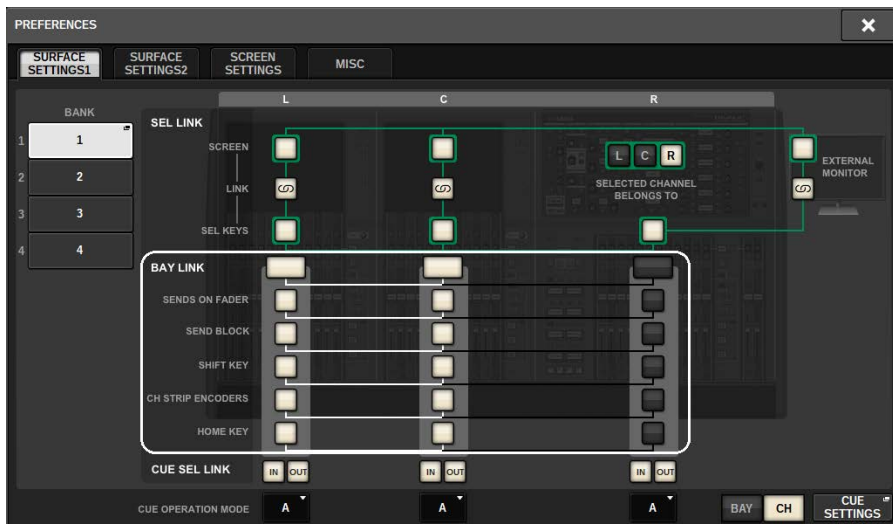 PREFERENCES
SURFACE
SETTINGS1
SURFACE
SETTINGS2
SCREEN
SETTINGS
MISC
L
C
R
BANK
1
1
2
2
3
3
4
4
SEL LINK
SCREEN
LINK
SEL KEYS
L C R
SELECTED CHANNEL
BELONGS TO
EXTERNAL
MONITOR
BAY LINK
SENDS ON FADER
SEND BLOCK
SHIFT KEY
CH STRIP ENCODERS
HOME KEY
CUE SEL LINK
IN OUT
IN OUT
IN OUT
CUE OPERATION MODE
A
A
A
BAY CH
CUE
SETTINGS